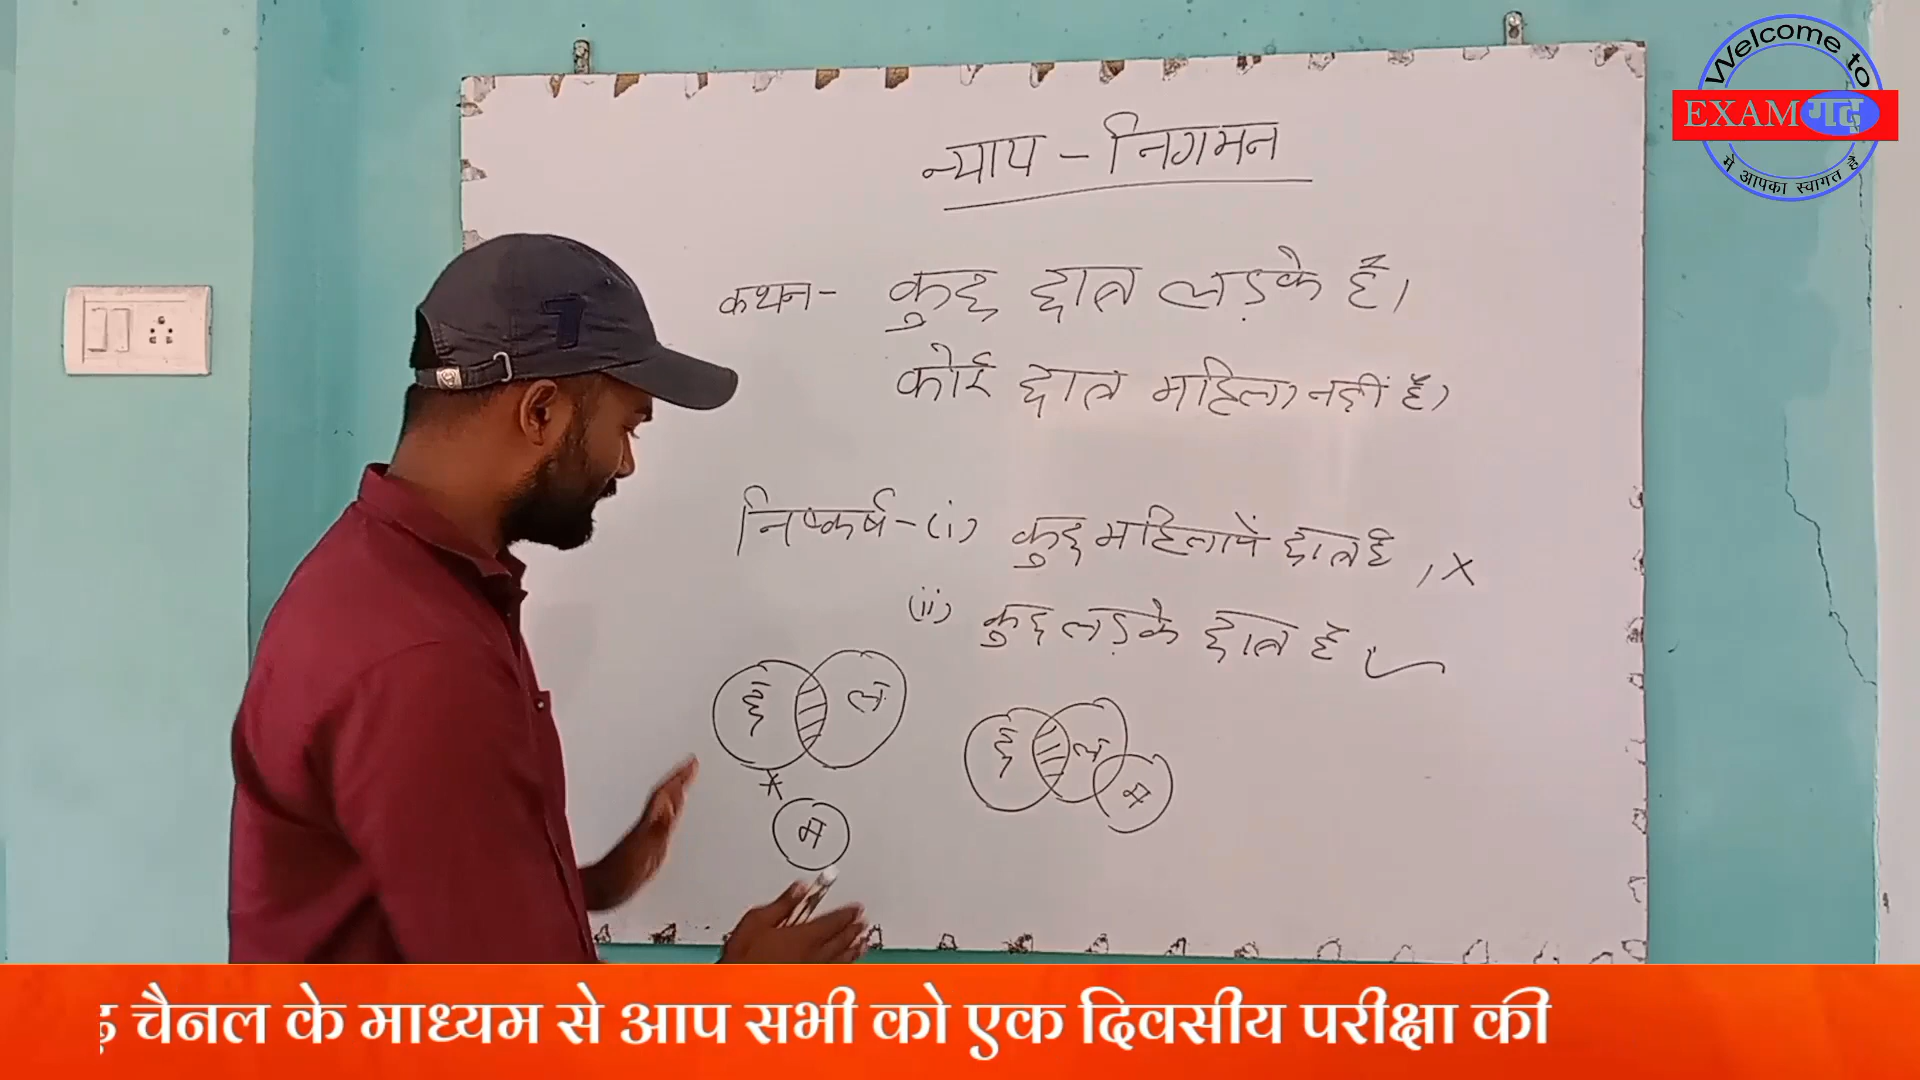 Welcome to
EXAMगढ़
मे आपका स्वागत है
न्याय - निगमन
कथन - कुछ छात्र लड़के हैं।
कोई छात्र महिला नहीं है।
निष्कर्ष - (i) कुछ महिलायें छात्र है, ×
(ii) कुछ लड़के छात्र है ✓
छ ल
छ ल
म
म
चैनल के माध्यम से आप सभी को एक दिवसीय परीक्षा की